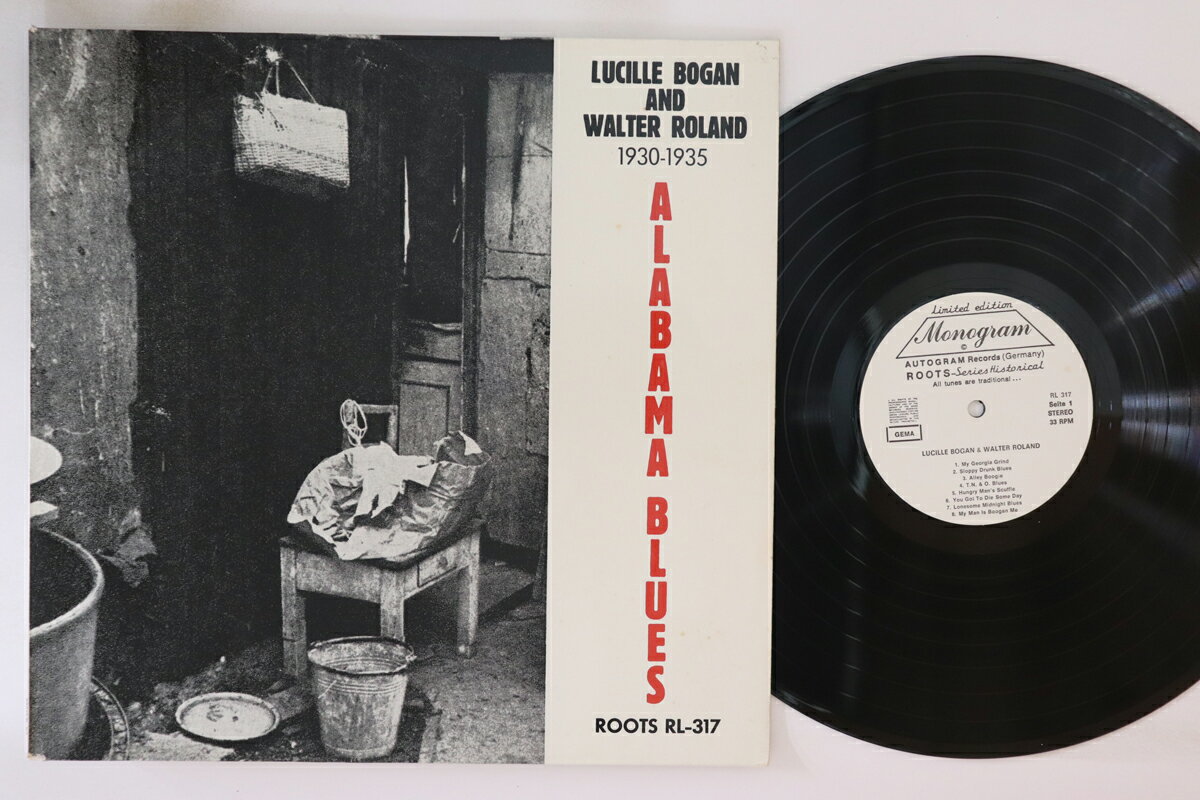 LUCILLE BOGAN
AND
WALTER ROLAND
1930-1935
ALABAMA BLUES
ROOTS RL-317
Limited edition
Monogram
©
AUTOGRAM Records (Germany)
ROOTS-Series Historical
All tunes are traditional...
RL 317
Seite 1
STEREO
33 RPM
GEMA
LUCILLE BOGAN & WALTER ROLAND
1. My Georgia Grind
2. Sloppy Drunk Blues
3. Alley Boogie
4. T.N. & O. Blues
5. Hungry Man's Scuffle
6. You Got To Die Some Day
7. Lonesome Midnight Blues
8. My Man Is Boogan Me